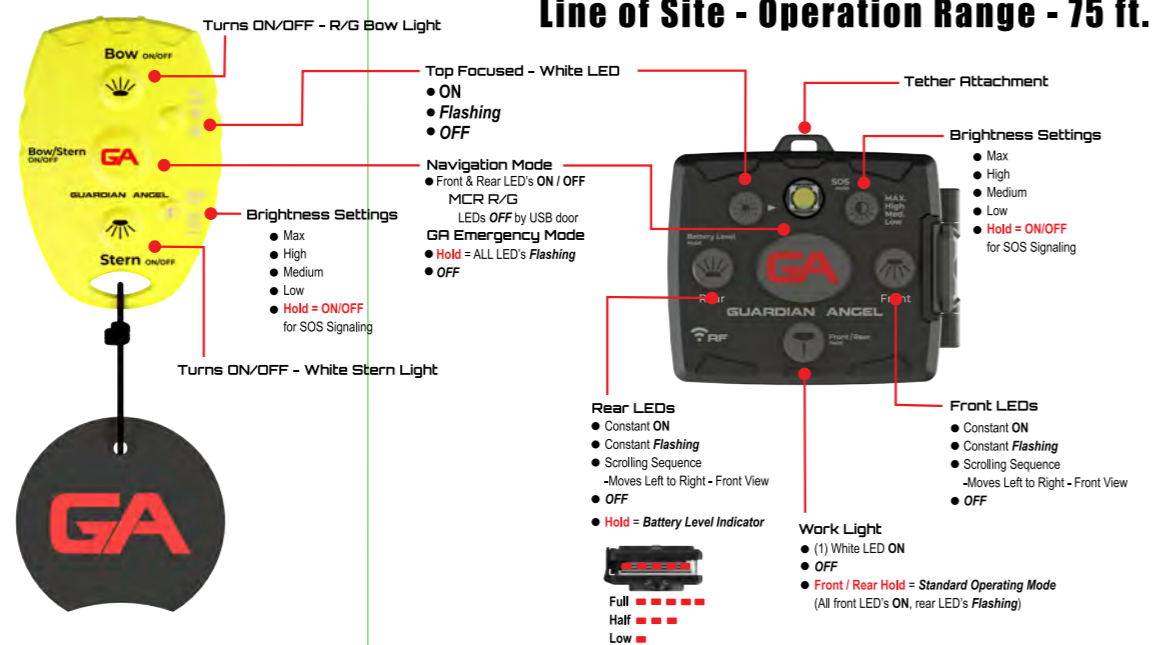 Line of Site - Operation Range - 75 ft.
Turns ON/OFF - R/G Bow Light
Bow ON/OFF
Bow/Stern
ON/OFF
GA
GUARDIAN ANGEL
Stern ON/OFF
Brightness Settings
● Max
● High
● Medium
● Low
● Hold = ON/OFF
for SOS Signaling
Turns ON/OFF - White Stern Light
GA
Top Focused - White LED
● ON
● Flashing
● OFF
Navigation Mode
● Front & Rear LED's ON / OFF
MCR R/G
LEDs OFF by USB door
GA Emergency Mode
● Hold = ALL LED's Flashing
● OFF
Tether Attachment
Brightness Settings
● Max
● High
● Medium
● Low
● Hold = ON/OFF
for SOS Signaling
SOS
MAX.
High
Med.
Low
Battery Level
Hold
GA
Rear
Front
GUARDIAN ANGEL
RF
Front/Rear
Hold
Rear LEDs
● Constant ON
● Constant Flashing
● Scrolling Sequence
-Moves Left to Right - Front View
● OFF
● Hold = Battery Level Indicator
Full
Half
Low
Work Light
● (1) White LED ON
● OFF
● Front / Rear Hold = Standard Operating Mode
(All front LED's ON, rear LED's Flashing)
Front LEDs
● Constant ON
● Constant Flashing
● Scrolling Sequence
-Moves Left to Right - Front View
● OFF